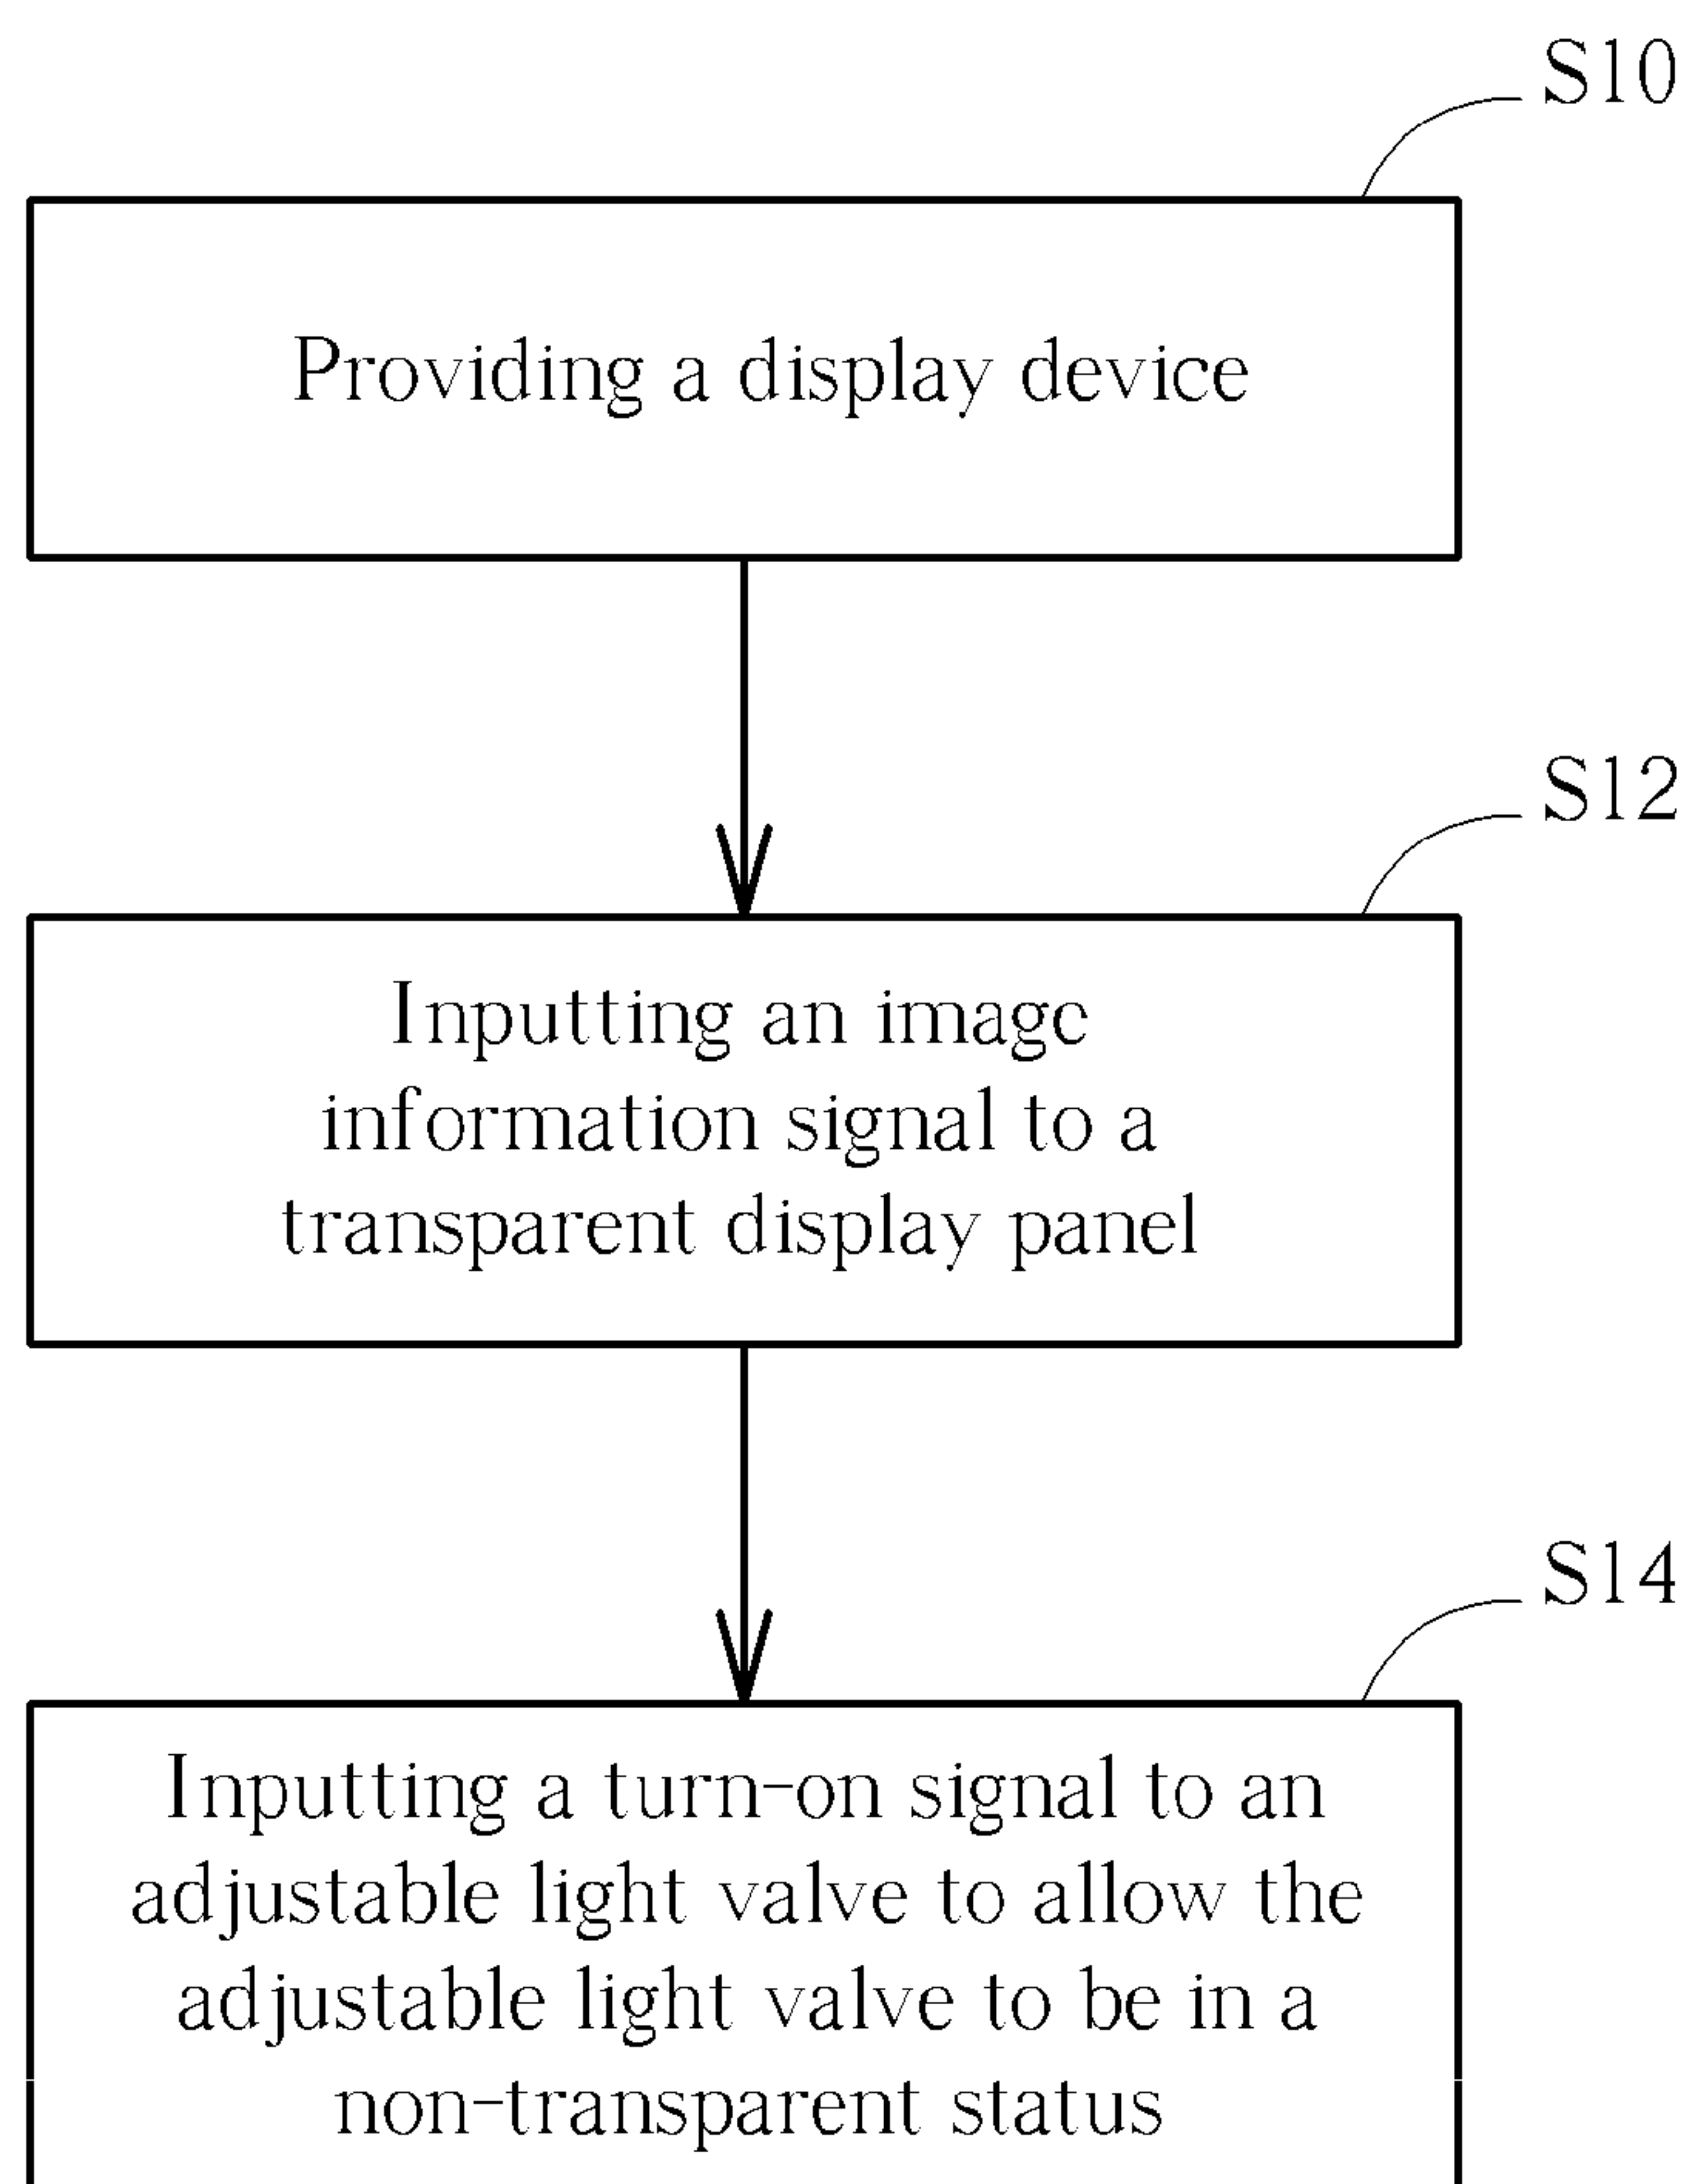 S10
Providing a display device
S12
Inputting an image
information signal to a
transparent display panel
S14
Inputting a turn-on signal to an
adjustable light valve to allow the
adjustable light valve to be in a
non-transparent status